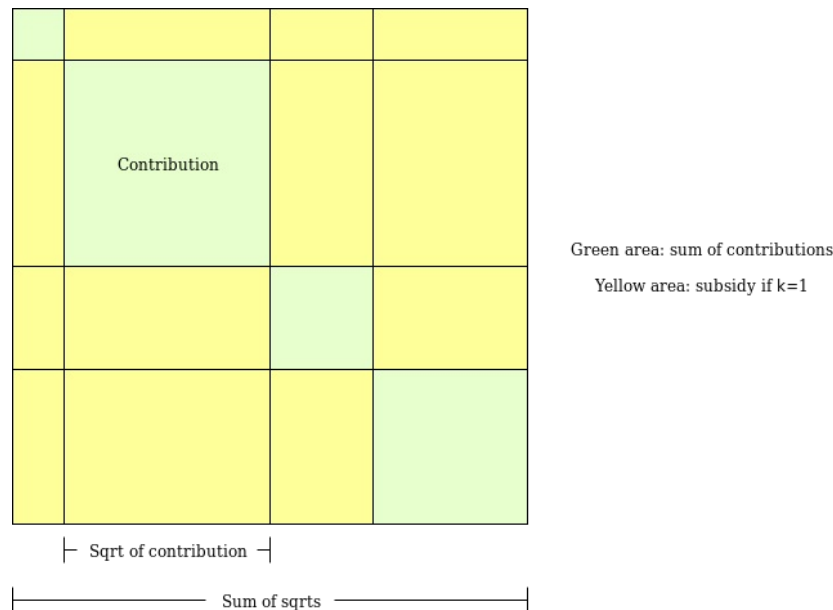 Contribution
Green area: sum of contributions
Yellow area: subsidy if k=1
Sqrt of contribution
Sum of sqrts